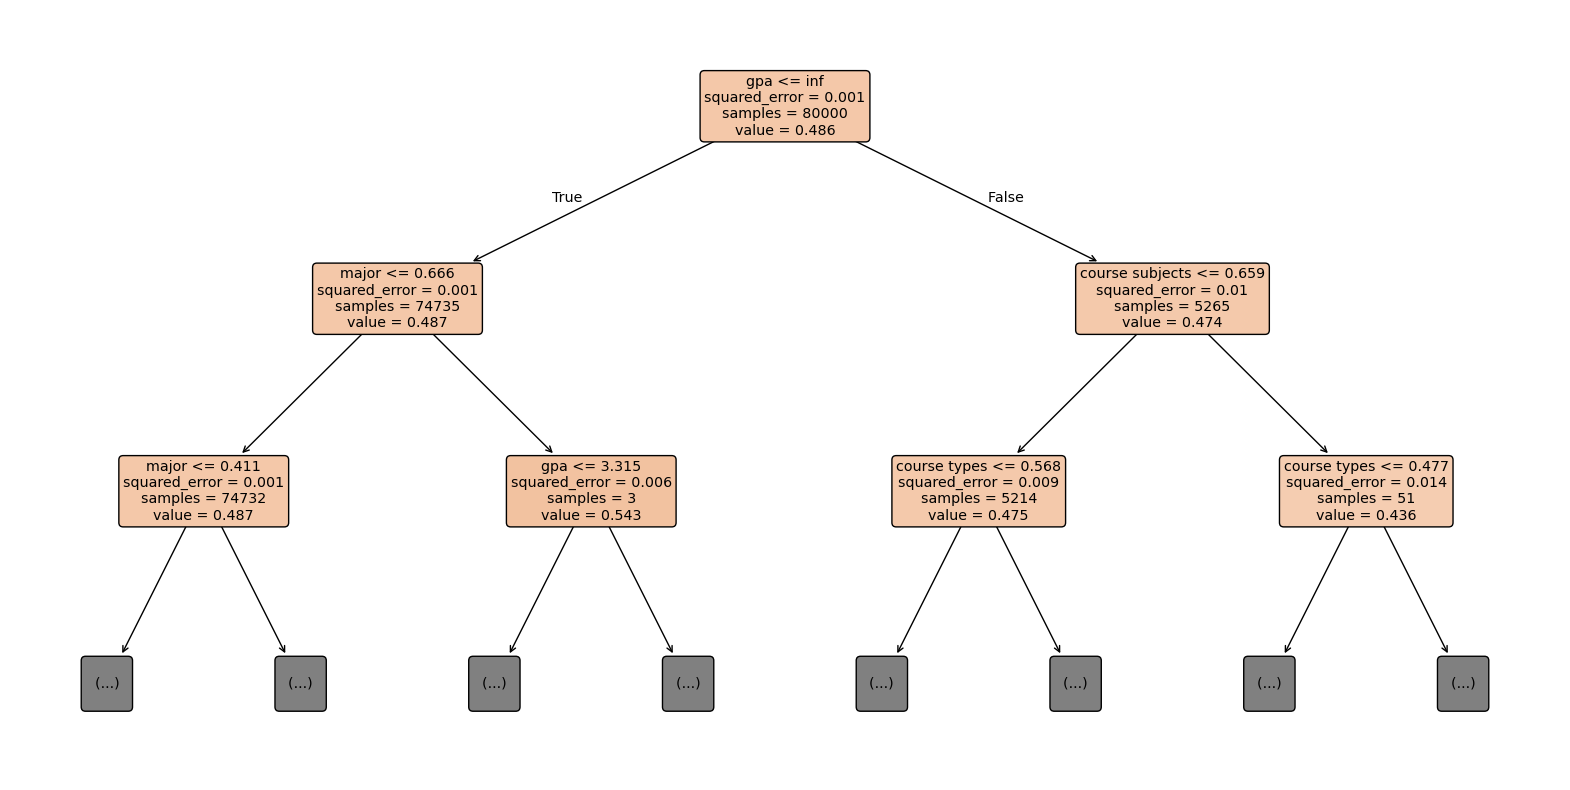 gpa <= inf
squared_error = 0.001
samples = 80000
value = 0.486
True
False
major <= 0.666
squared_error = 0.001
samples = 74735
value = 0.487
course subjects <= 0.659
squared_error = 0.01
samples = 5265
value = 0.474
major <= 0.411
squared_error = 0.001
samples = 74732
value = 0.487
gpa <= 3.315
squared_error = 0.006
samples = 3
value = 0.543
course types <= 0.568
squared_error = 0.009
samples = 5214
value = 0.475
course types <= 0.477
squared_error = 0.014
samples = 51
value = 0.436
(...)
(...)
(...)
(...)
(...)
(...)
(...)
(...)